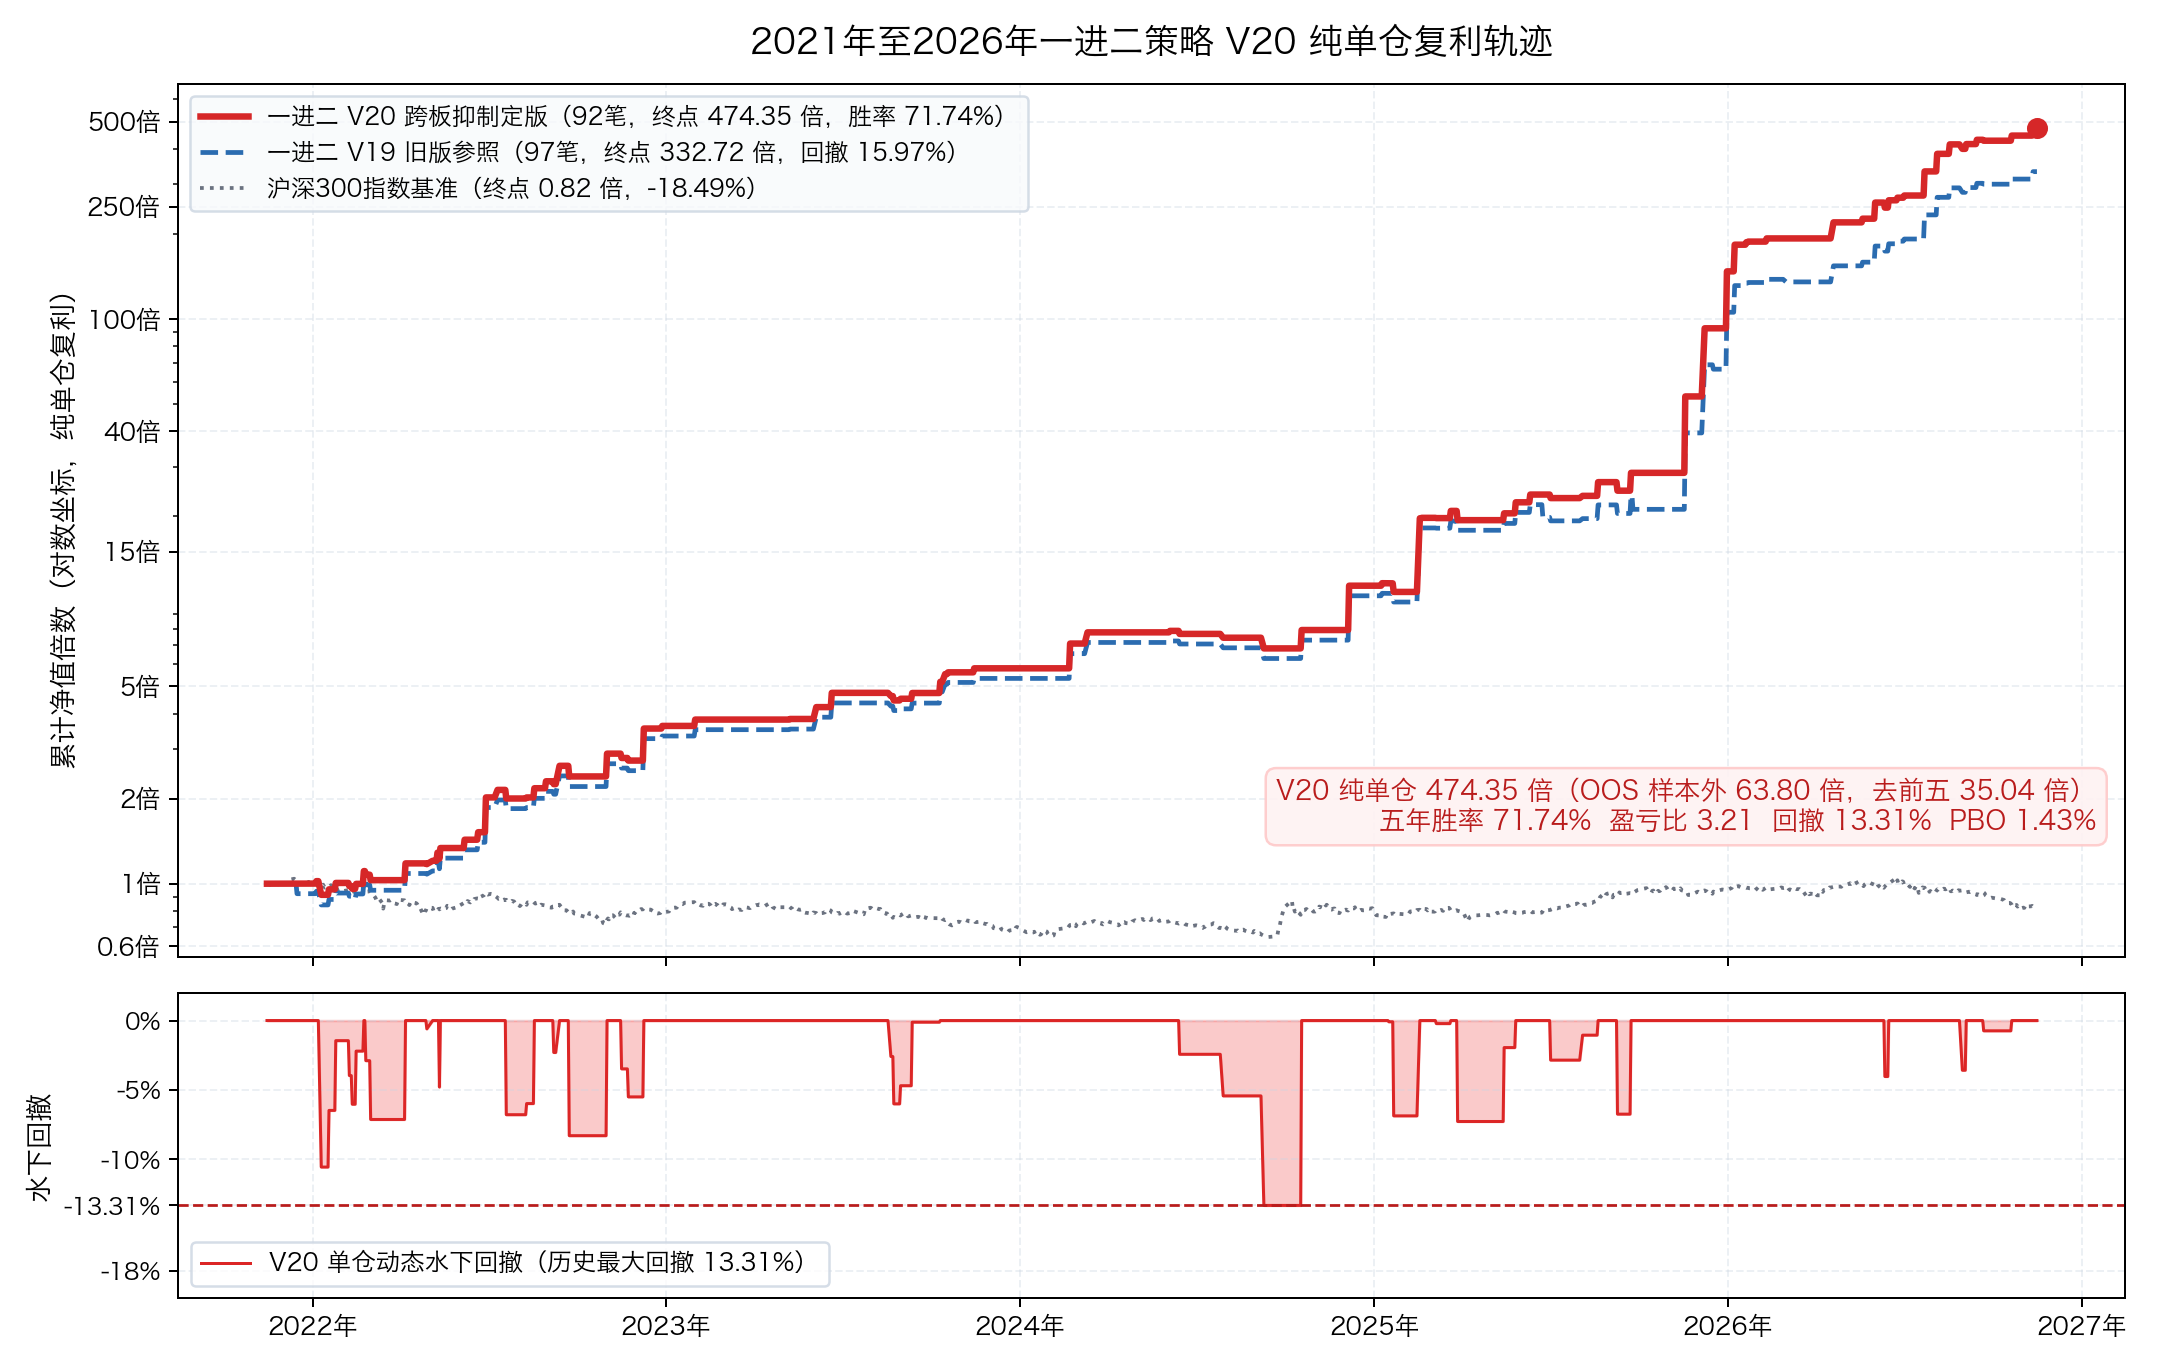 2021年至2026年一进二策略 V20 纯单仓复利轨迹
一进二 V20 跨板抑制定版（92笔，终点 474.35 倍，胜率 71.74%）
一进二 V19 旧版参照（97笔，终点 332.72 倍，回撤 15.97%）
沪深300指数基准（终点 0.82 倍，-18.49%）
累计净值倍数（对数坐标，纯单仓复利）
500倍
250倍
100倍
40倍
15倍
5倍
2倍
1倍
0.6倍
V20 纯单仓 474.35 倍（OOS 样本外 63.80 倍，去前五 35.04 倍）
五年胜率 71.74% 盈亏比 3.21 回撤 13.31% PBO 1.43%
水下回撤
0%
-5%
-10%
-13.31%
-18%
V20 单仓动态水下回撤（历史最大回撤 13.31%）
2022年
2023年
2024年
2025年
2026年
2027年